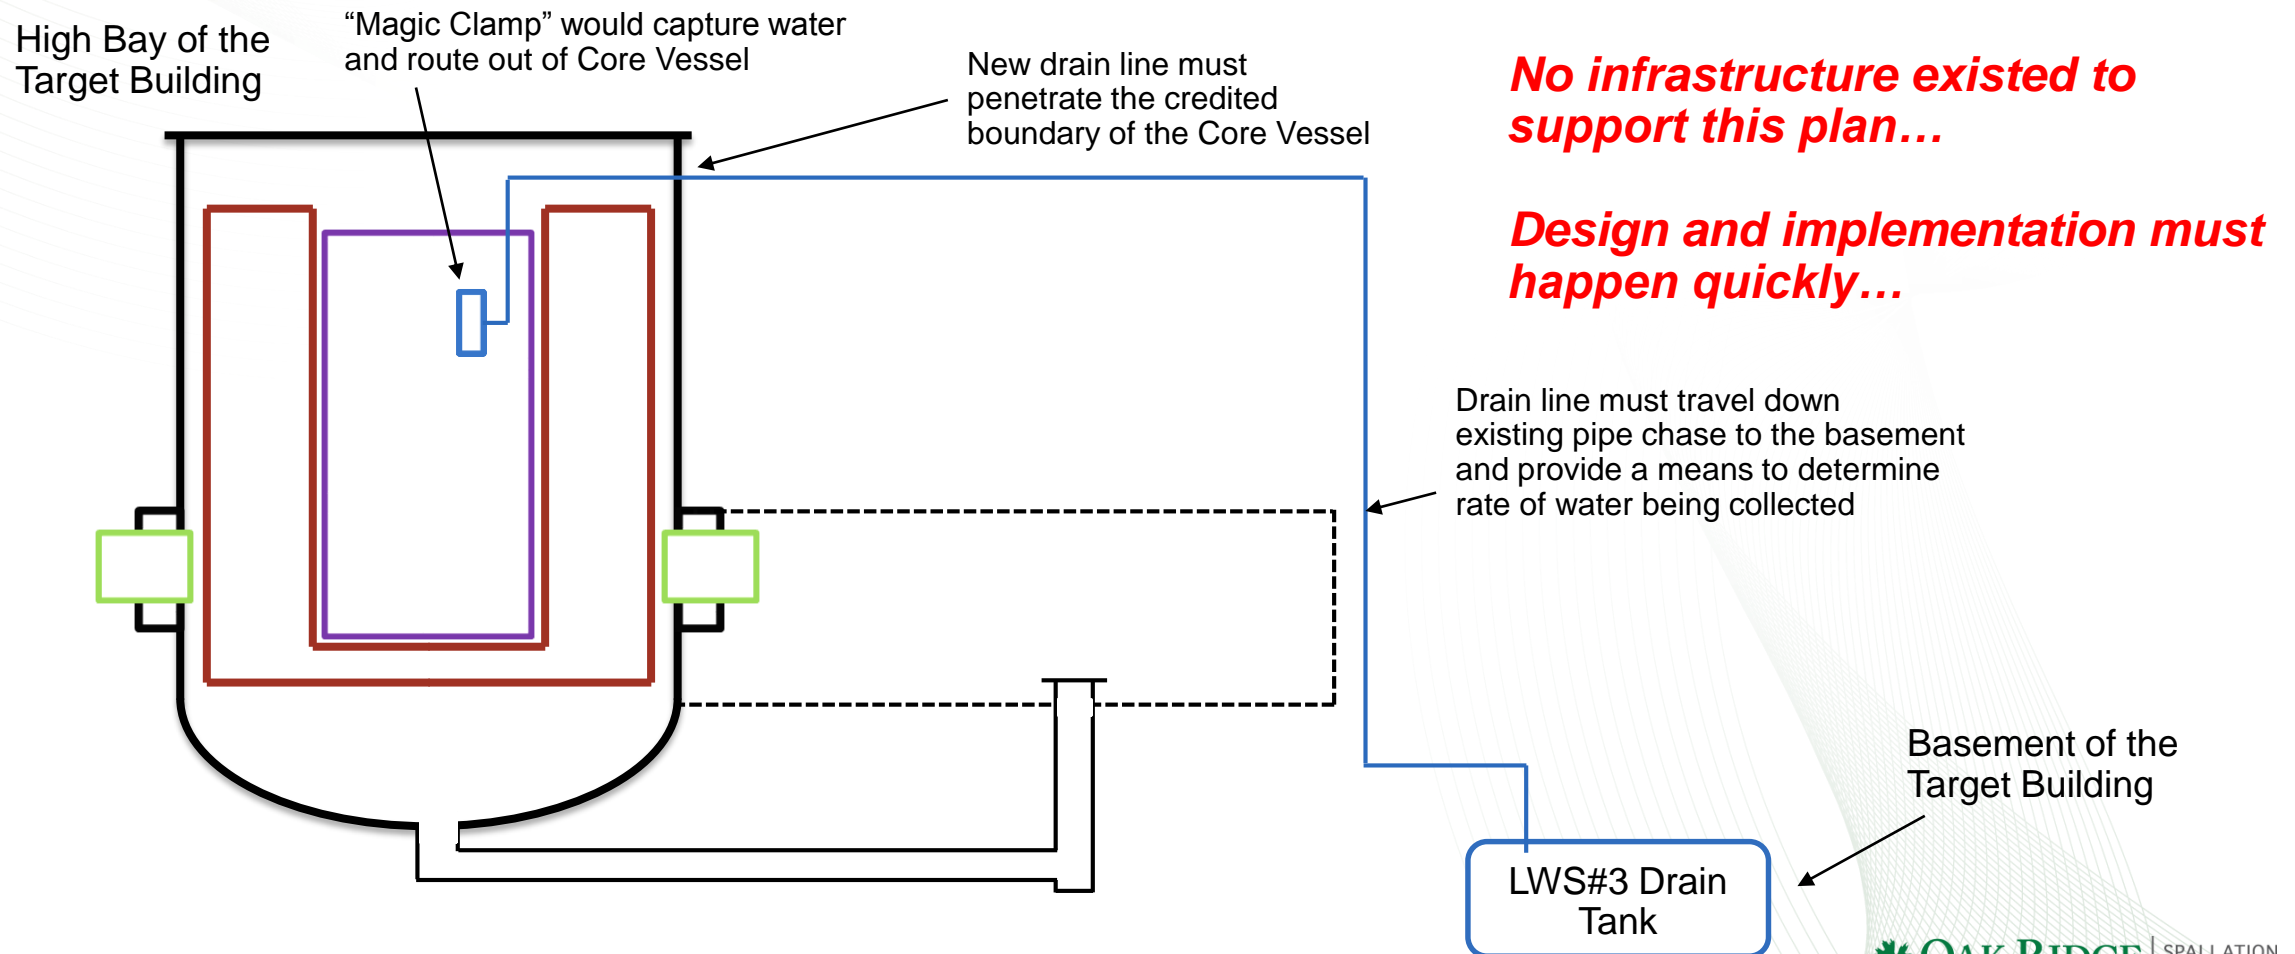 High Bay of the
Target Building
“Magic Clamp” would capture water
and route out of Core Vessel
New drain line must
penetrate the credited
boundary of the Core Vessel
No infrastructure existed to
support this plan…
Design and implementation must
happen quickly…
Drain line must travel down
existing pipe chase to the basement
and provide a means to determine
rate of water being collected
Basement of the
Target Building
LWS#3 Drain
Tank
OAK RIDGE
SPALLATION